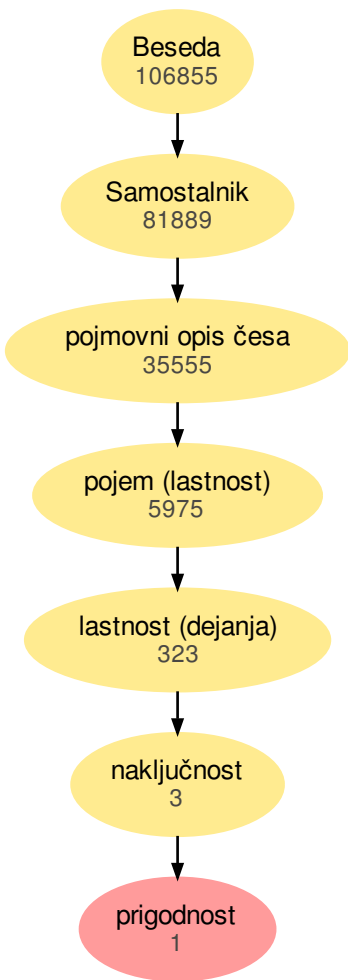 Beseda
106855
Samostalnik
81889
pojmovni opis česa
35555
pojem (lastnost)
5975
lastnost (dejanja)
323
naključnost
3
prigodnost
1